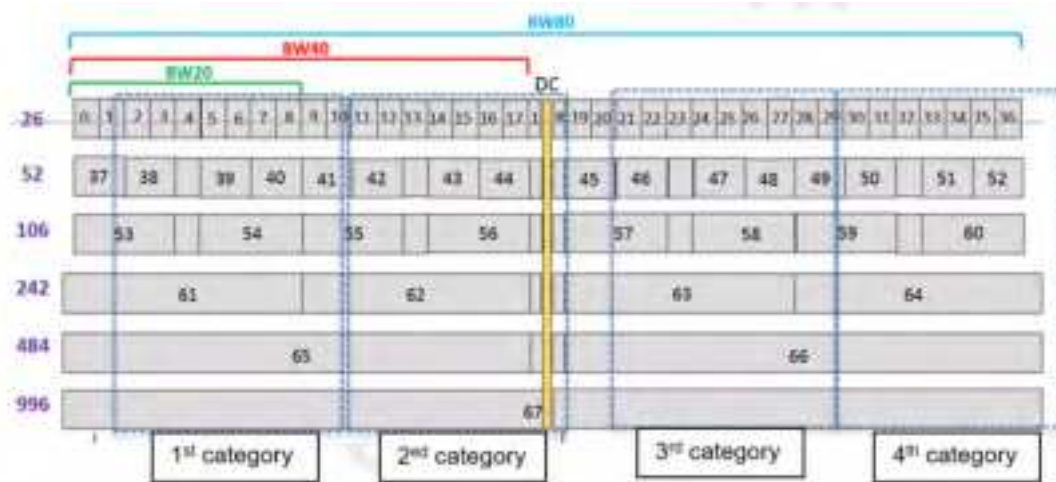 BW80
BW40
BW20
DC
26 0 1 2 3 4 5 6 7 8 9 10 11 12 13 14 15 16 17 1 8 19 20 21 22 23 24 25 26 27 28 29 30 31 32 33 34 35 36
52 37 38 39 40 41 42 43 44 45 46 47 48 49 50 51 52
106 53 54 55 56 57 58 59 60
242 61 62 63 64
484 65 66
996 67
1st category 2ed category 3rd category 4th category